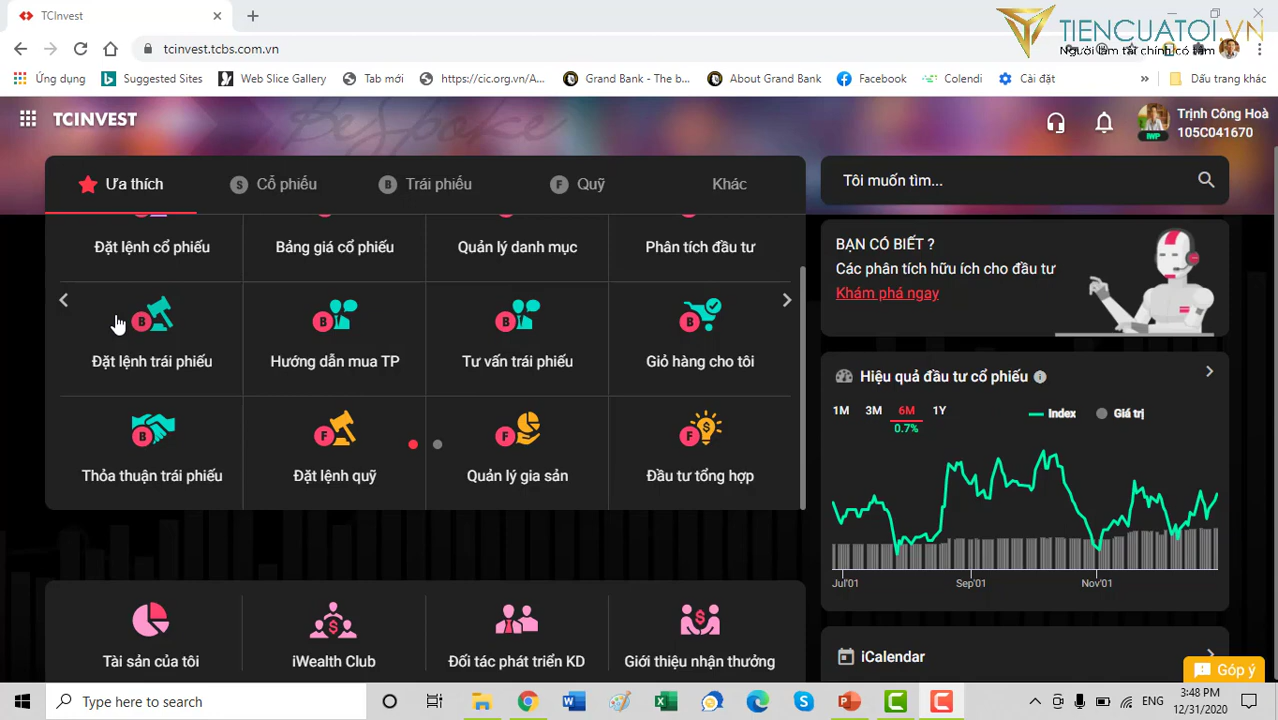 TCInvest
TIENCUATOI.VN
Người làm tài chính có tâm
tcinvest.tcbs.com.vn
Ứng dụng
Suggested Sites
Web Slice Gallery
Tab mới
https://cic.org.vn/A...
Grand Bank - The b...
About Grand Bank
Facebook
Colendi
Cài đặt
»
Dấu trang khác
TCINVEST
Trịnh Công Hoà
105C041670
IWP
Ưa thích
S Cổ phiếu
B Trái phiếu
F Quỹ
Khác
Tôi muốn tìm...
Đặt lệnh cổ phiếu
Bảng giá cổ phiếu
Quản lý danh mục
Phân tích đầu tư
B
B
B
B
Đặt lệnh trái phiếu
Hướng dẫn mua TP
Tư vấn trái phiếu
Giỏ hàng cho tôi
B
F
F
F
Thỏa thuận trái phiếu
Đặt lệnh quỹ
Quản lý gia sản
Đầu tư tổng hợp
BẠN CÓ BIẾT ?
Các phân tích hữu ích cho đầu tư
Khám phá ngay
Hiệu quả đầu tư cổ phiếu
1M 3M 6M 1Y
0.7%
Index Giá trị
Jul'01 Sep'01 Nov'01
Tài sản của tôi
iWealth Club
Đối tác phát triển KD
Giới thiệu nhận thưởng
iCalendar
Góp ý
Type here to search
ENG
3:48 PM
12/31/2020